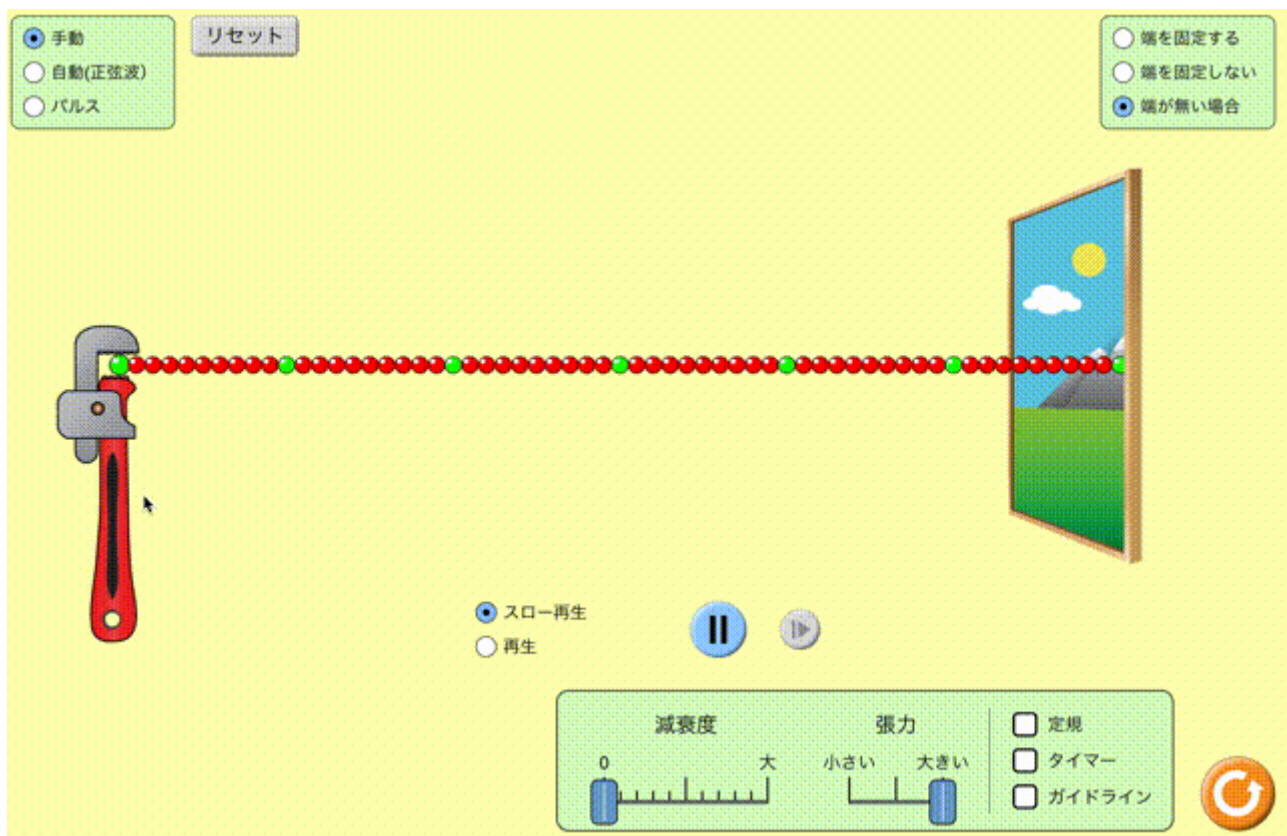 手動
自動(正弦波)
パルス
リセット
端を固定する
端を固定しない
端が無い場合
スロー再生
再生
減衰度
0
大
張力
小さい
大きい
定規
タイマー
ガイドライン